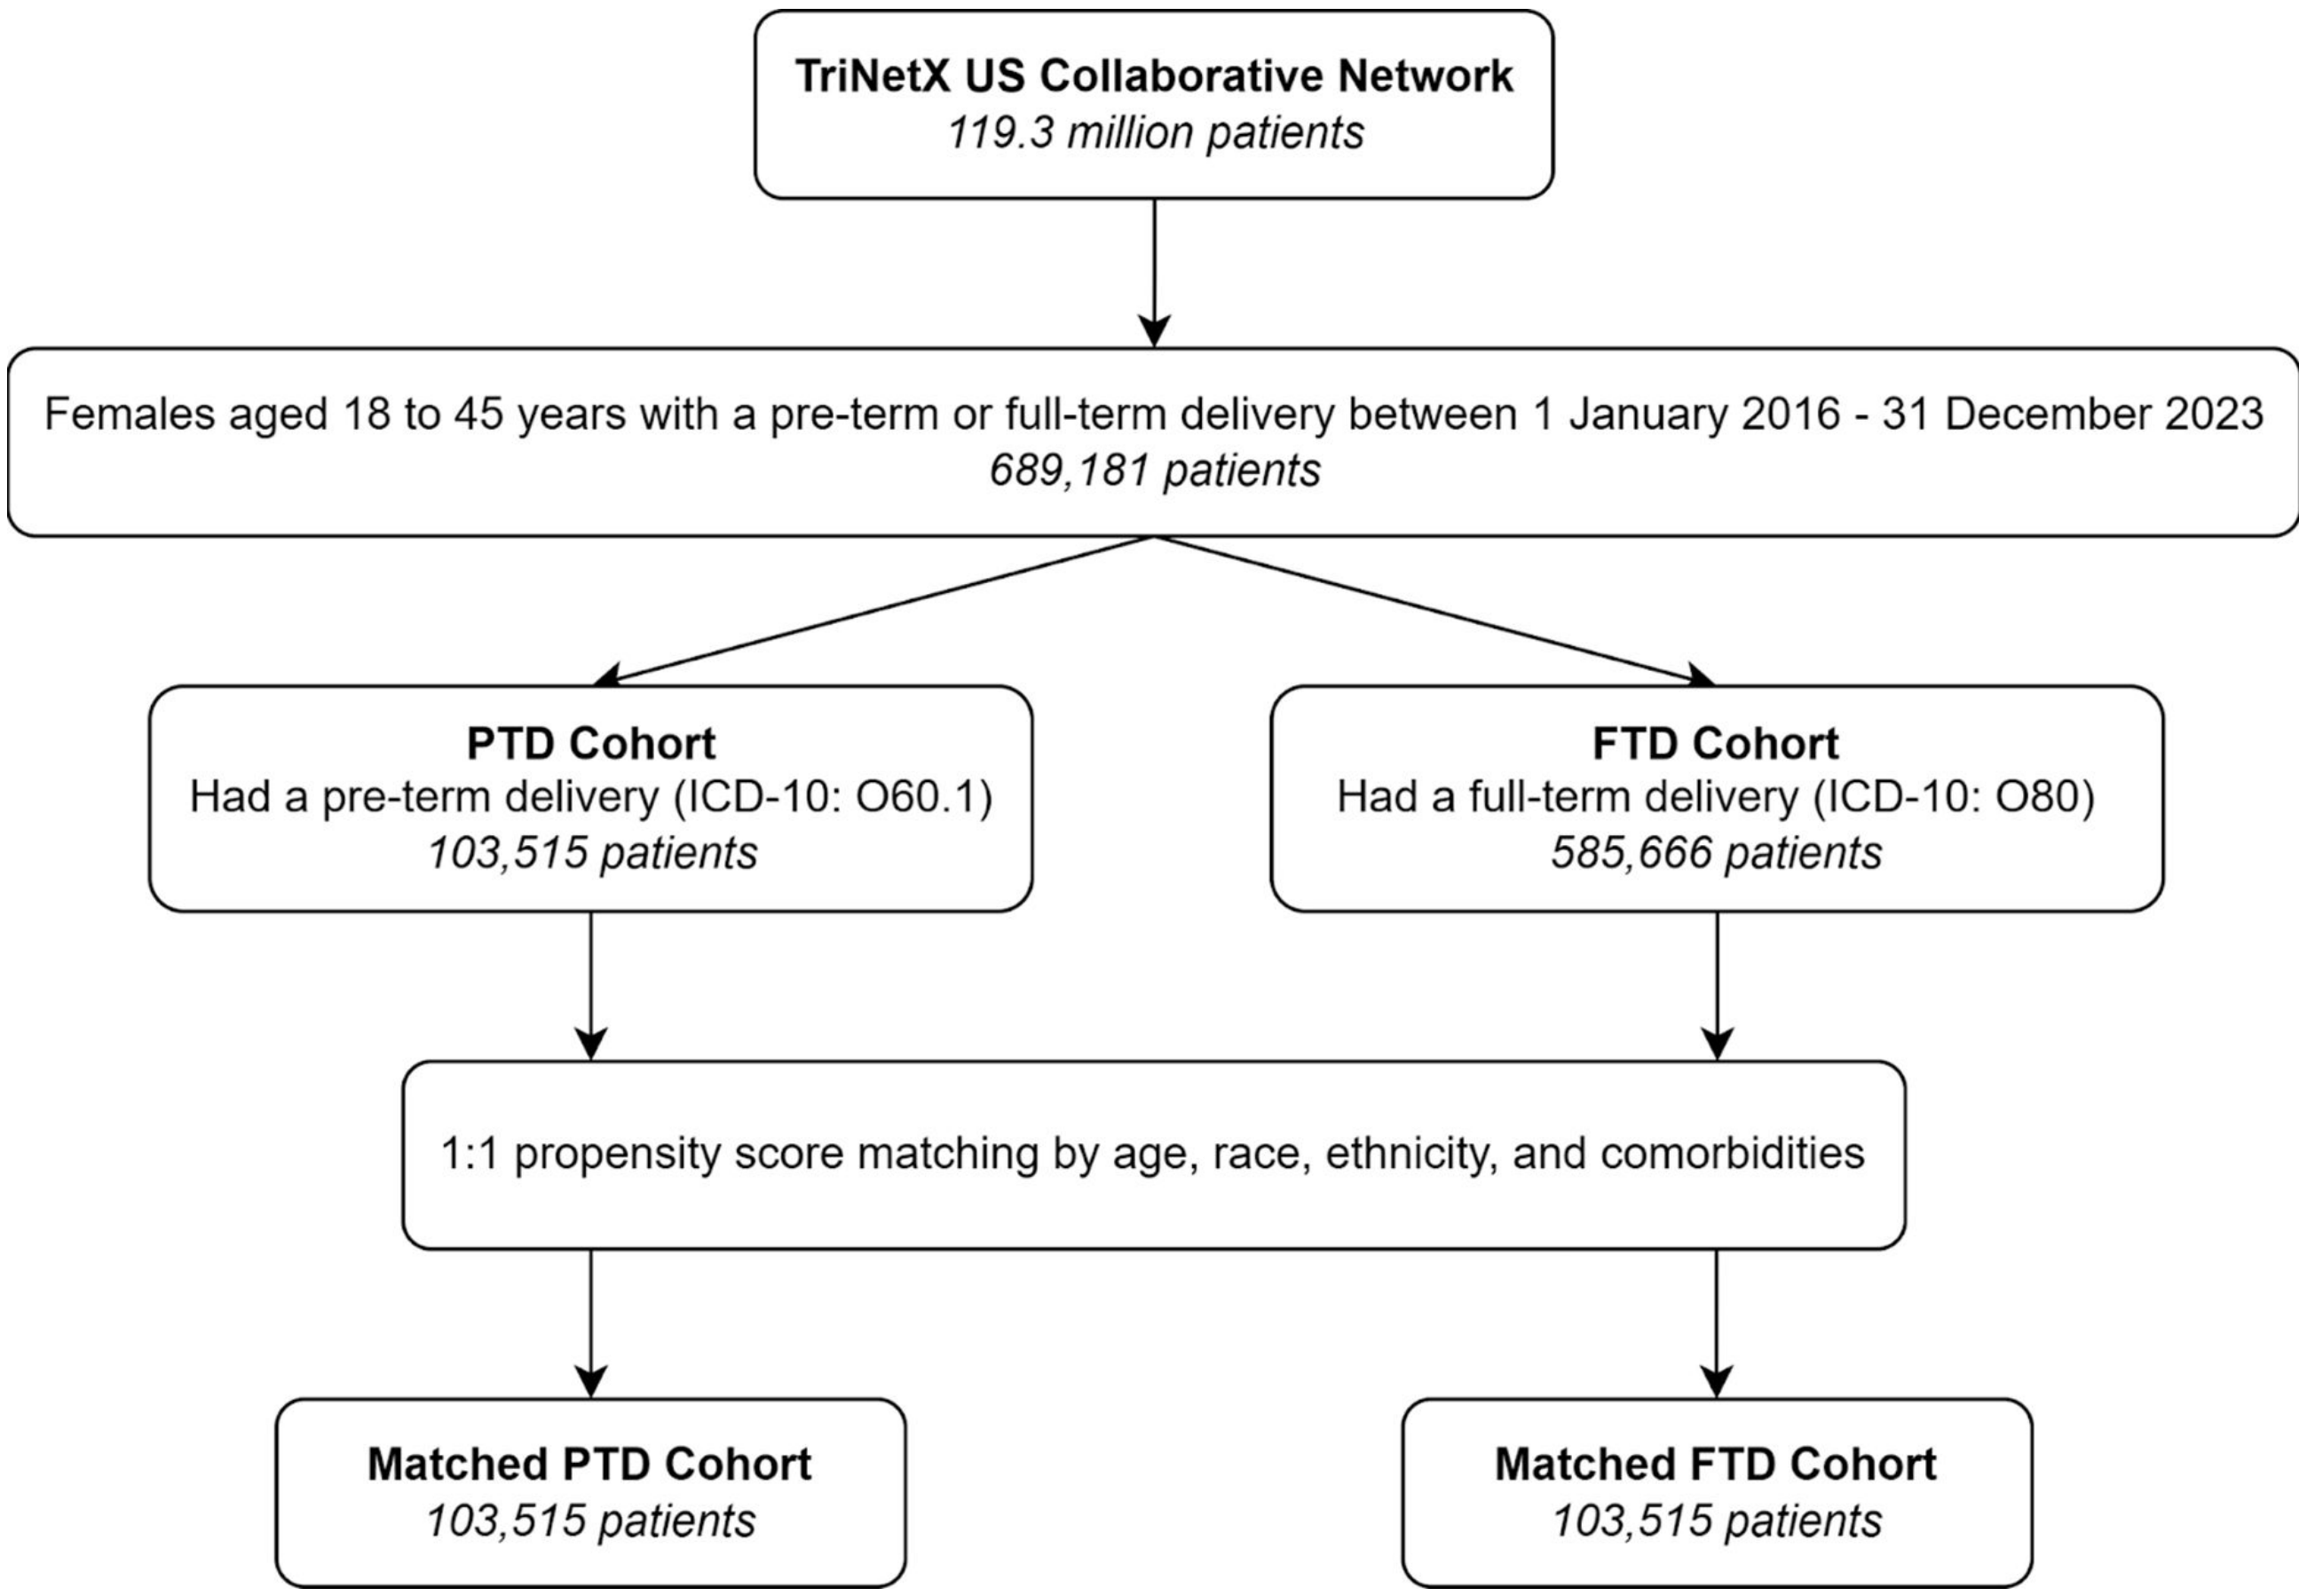 TriNetX US Collaborative Network
119.3 million patients
Females aged 18 to 45 years with a pre-term or full-term delivery between 1 January 2016 - 31 December 2023
689,181 patients
PTD Cohort
Had a pre-term delivery (ICD-10: O60.1)
103,515 patients
FTD Cohort
Had a full-term delivery (ICD-10: O80)
585,666 patients
1:1 propensity score matching by age, race, ethnicity, and comorbidities
Matched PTD Cohort
103,515 patients
Matched FTD Cohort
103,515 patients